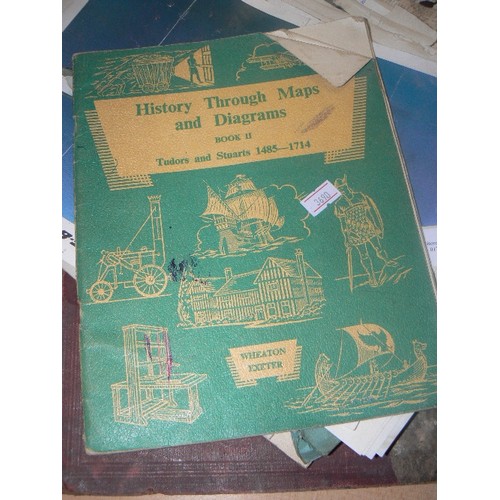 History Through Maps
and Diagrams
BOOK II
Tudors and Stuarts 1485—1714
WHEATON
EXETER